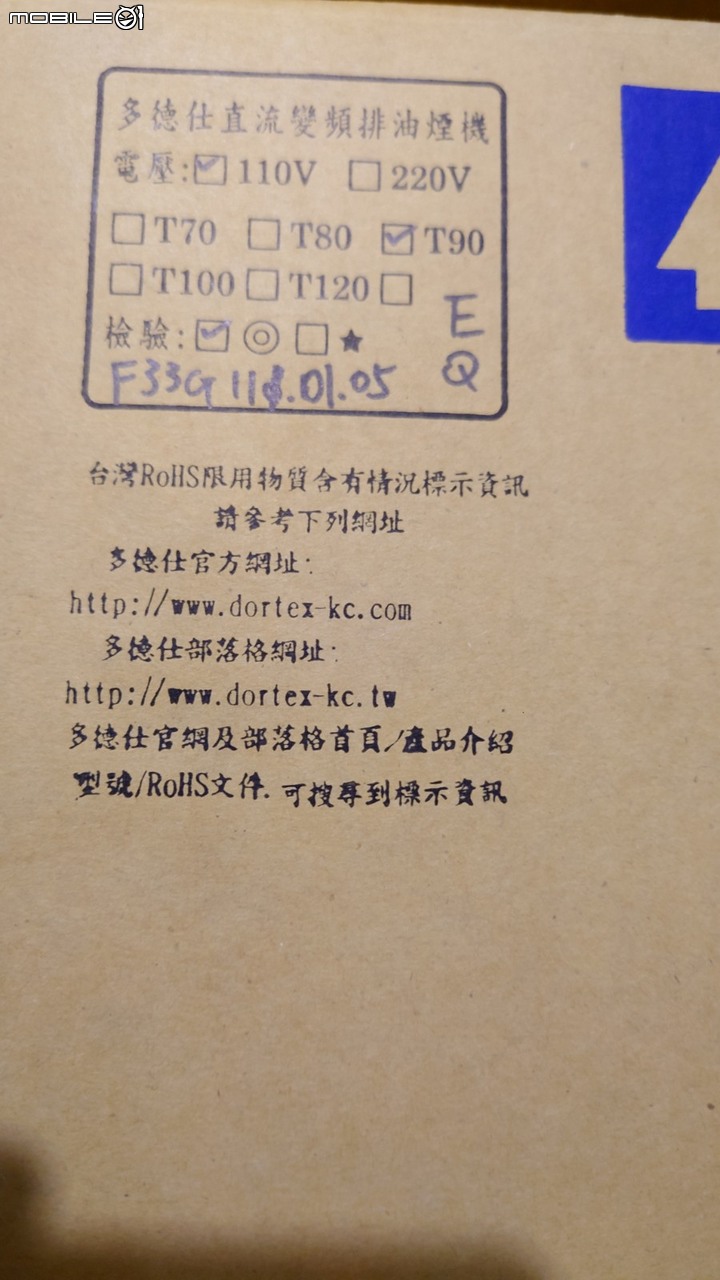 MOBILE01
多德仕直流變頻排油煙機
電壓:☑110V □220V
□T70 □T80 ☑T90
□T100 □T120 □
檢驗:☑◎ □★
E
Q
F33G .01.05
台灣RoHS限用物質含有情況標示資訊
請參考下列網址
多德仕官方網址:
http://www.dortex-kc.com
多德仕部落格網址:
http://www.dortex-kc.tw
多德仕官網及部落格首頁/產品介紹
型號/RoHS文件.可搜尋到標示資訊